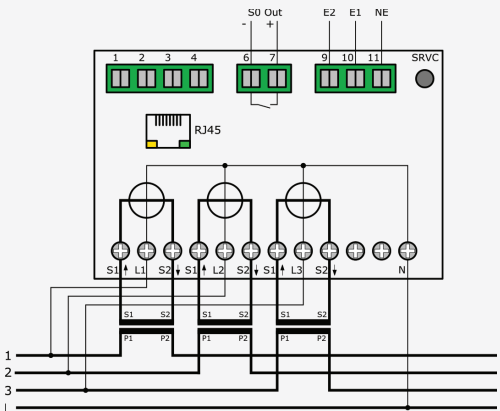 S0 Out E2 E1 NE
- +
1 2 3 4 6 7 9 10 11 SRVC
RJ45
S1 L1 S2 S1 L2 S2 S1 L3 S2 N
S1 S2 S1 S2 S1 S2
P1 P2 P1 P2 P1 P2
1
2
3